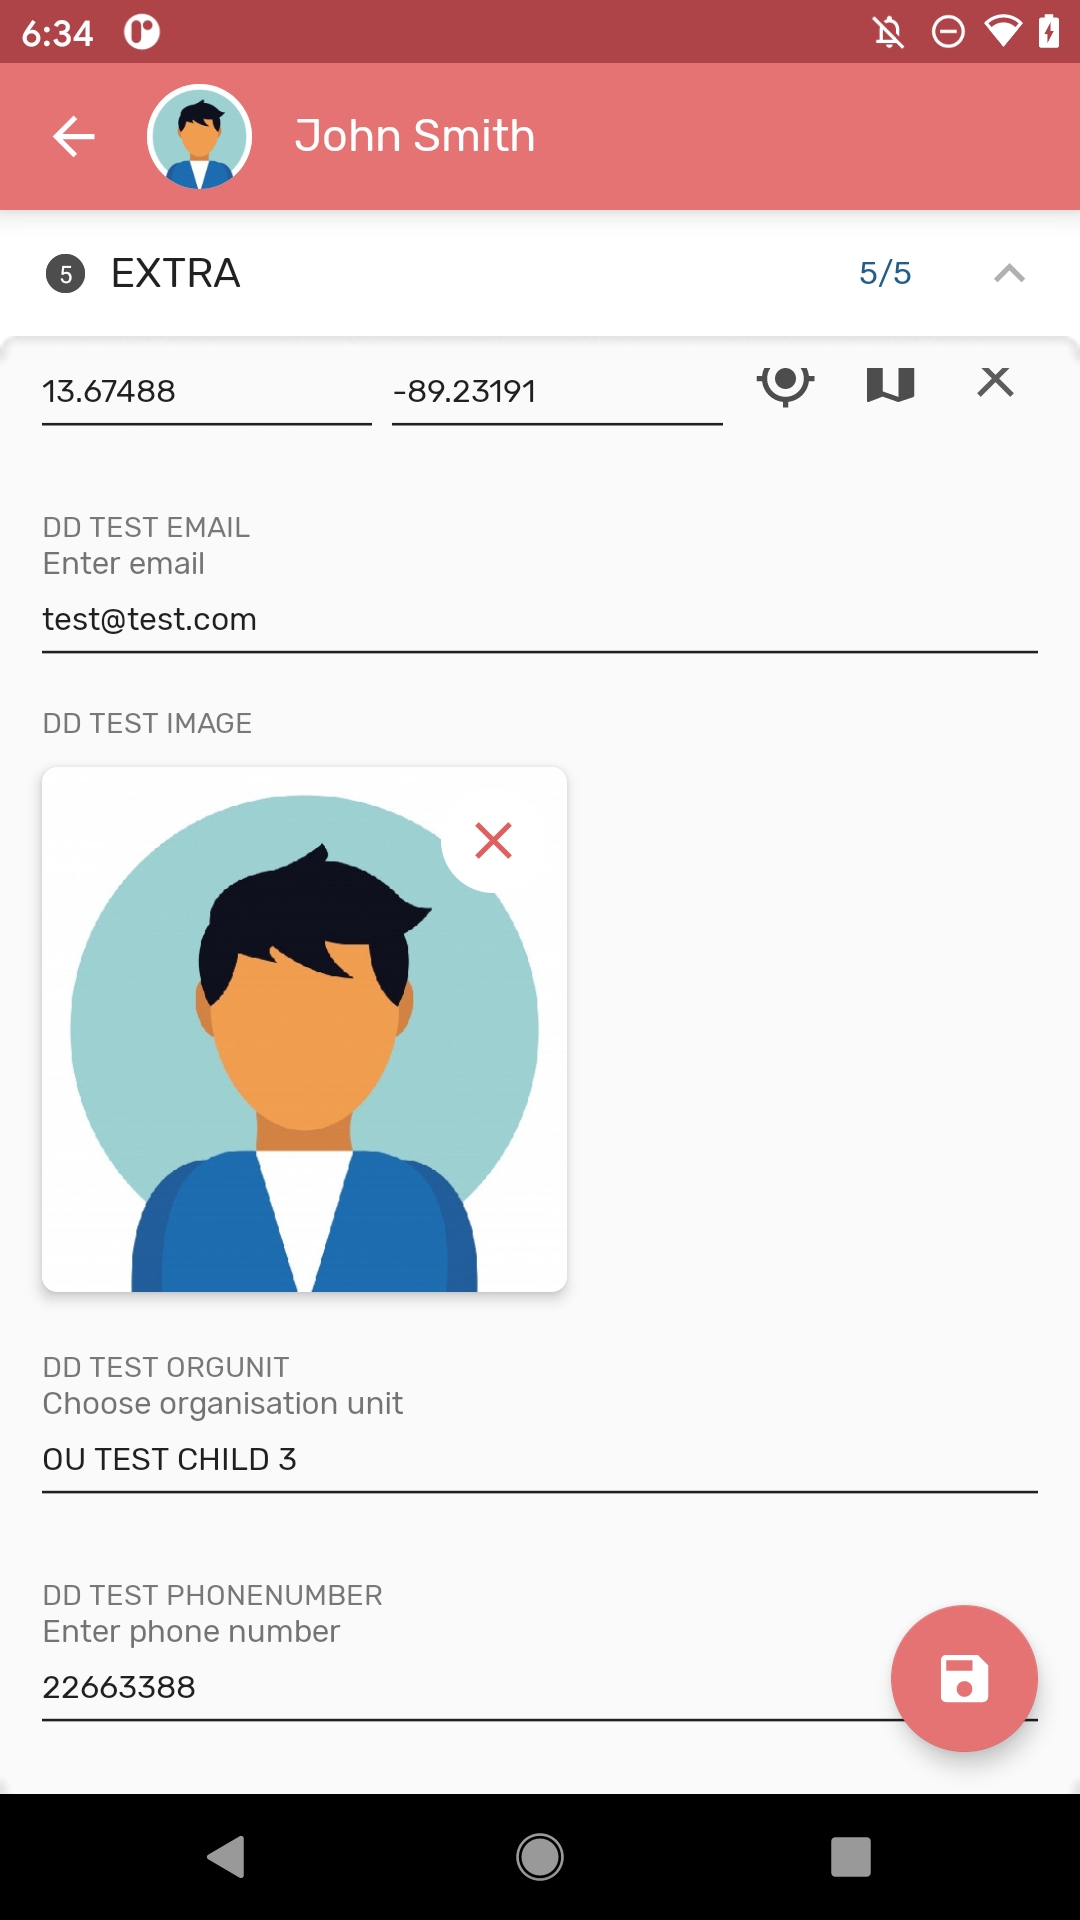 6:34
John Smith
5 EXTRA 5/5
13.67488 -89.23191
DD TEST EMAIL
Enter email
test@test.com
DD TEST IMAGE
DD TEST ORGUNIT
Choose organisation unit
OU TEST CHILD 3
DD TEST PHONENUMBER
Enter phone number
22663388